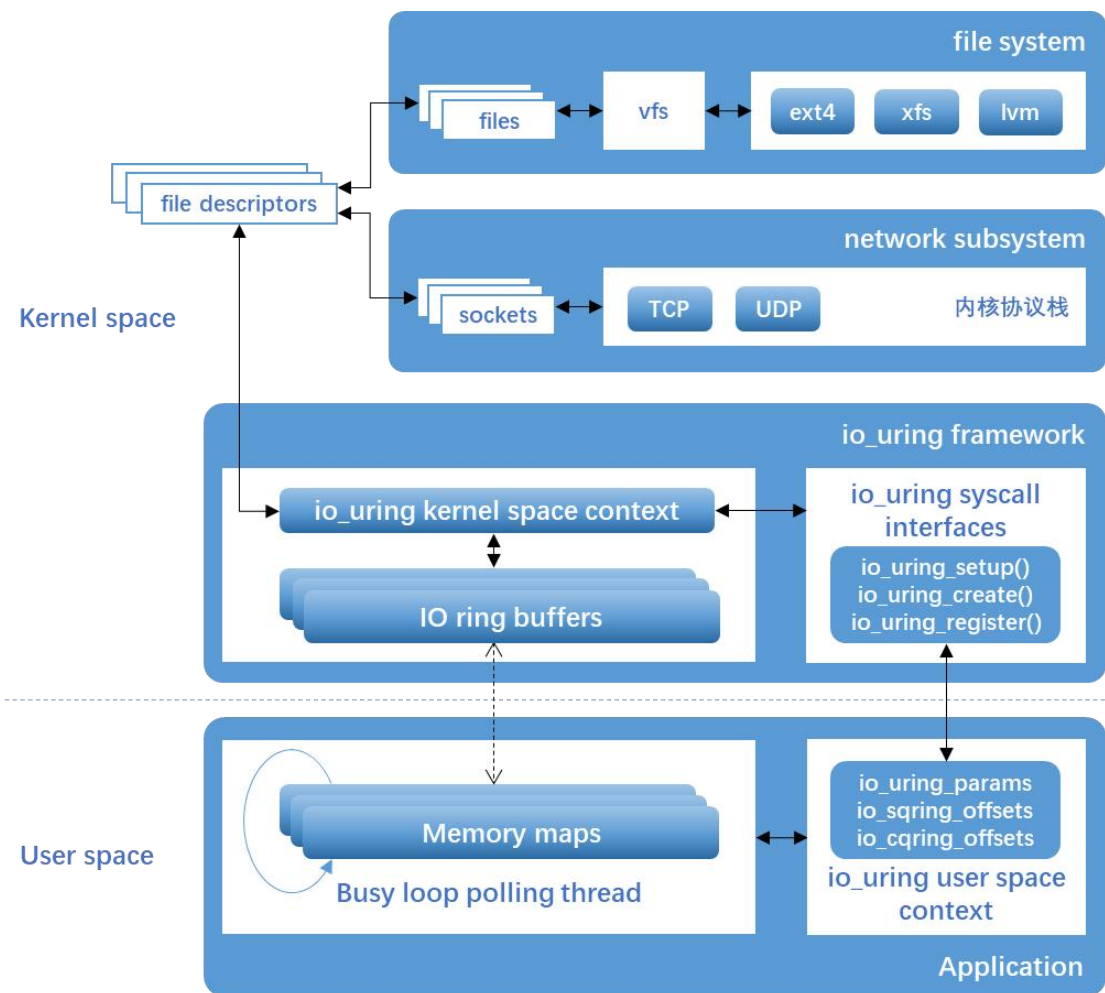 file system
files
vfs
ext4
xfs
lvm
file descriptors
network subsystem
sockets
TCP
UDP
内核协议栈
Kernel space
io_uring framework
io_uring kernel space context
IO ring buffers
io_uring syscall
interfaces
io_uring_setup()
io_uring_create()
io_uring_register()
User space
Memory maps
Busy loop polling thread
io_uring_params
io_sqring_offsets
io_cqring_offsets
io_uring user space
context
Application